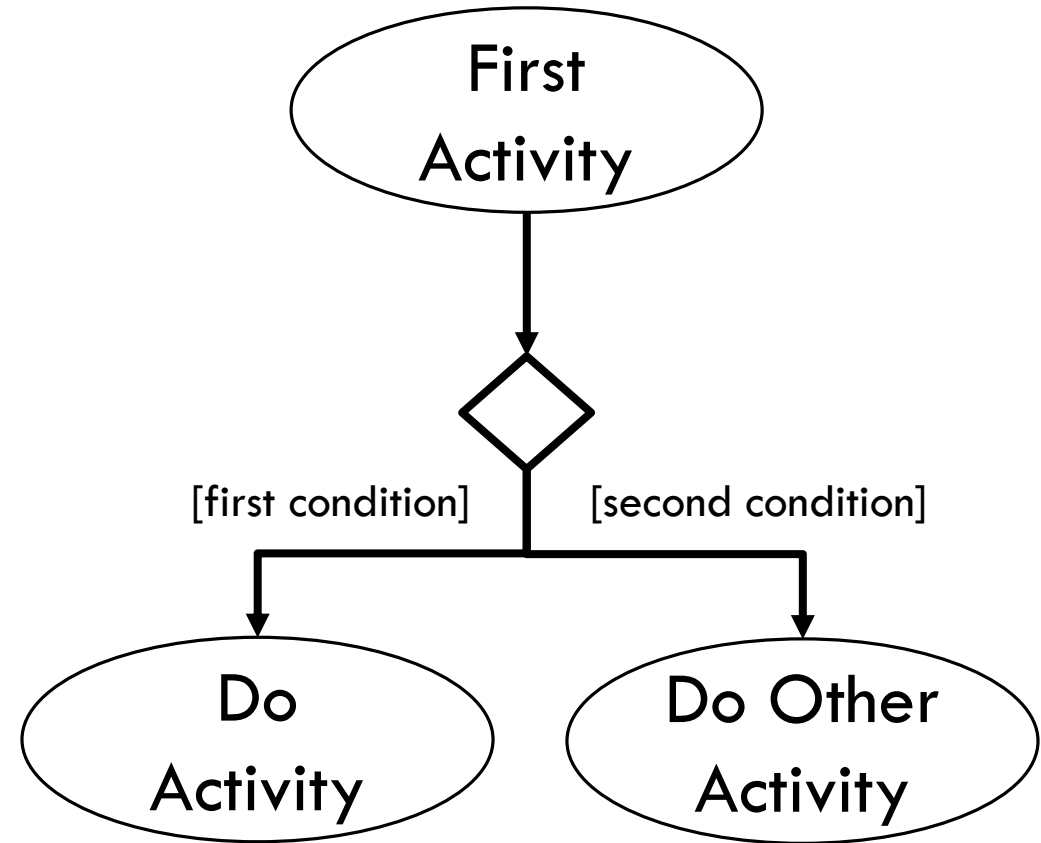 First
Activity
[first condition]
[second condition]
Do
Activity
Do Other
Activity